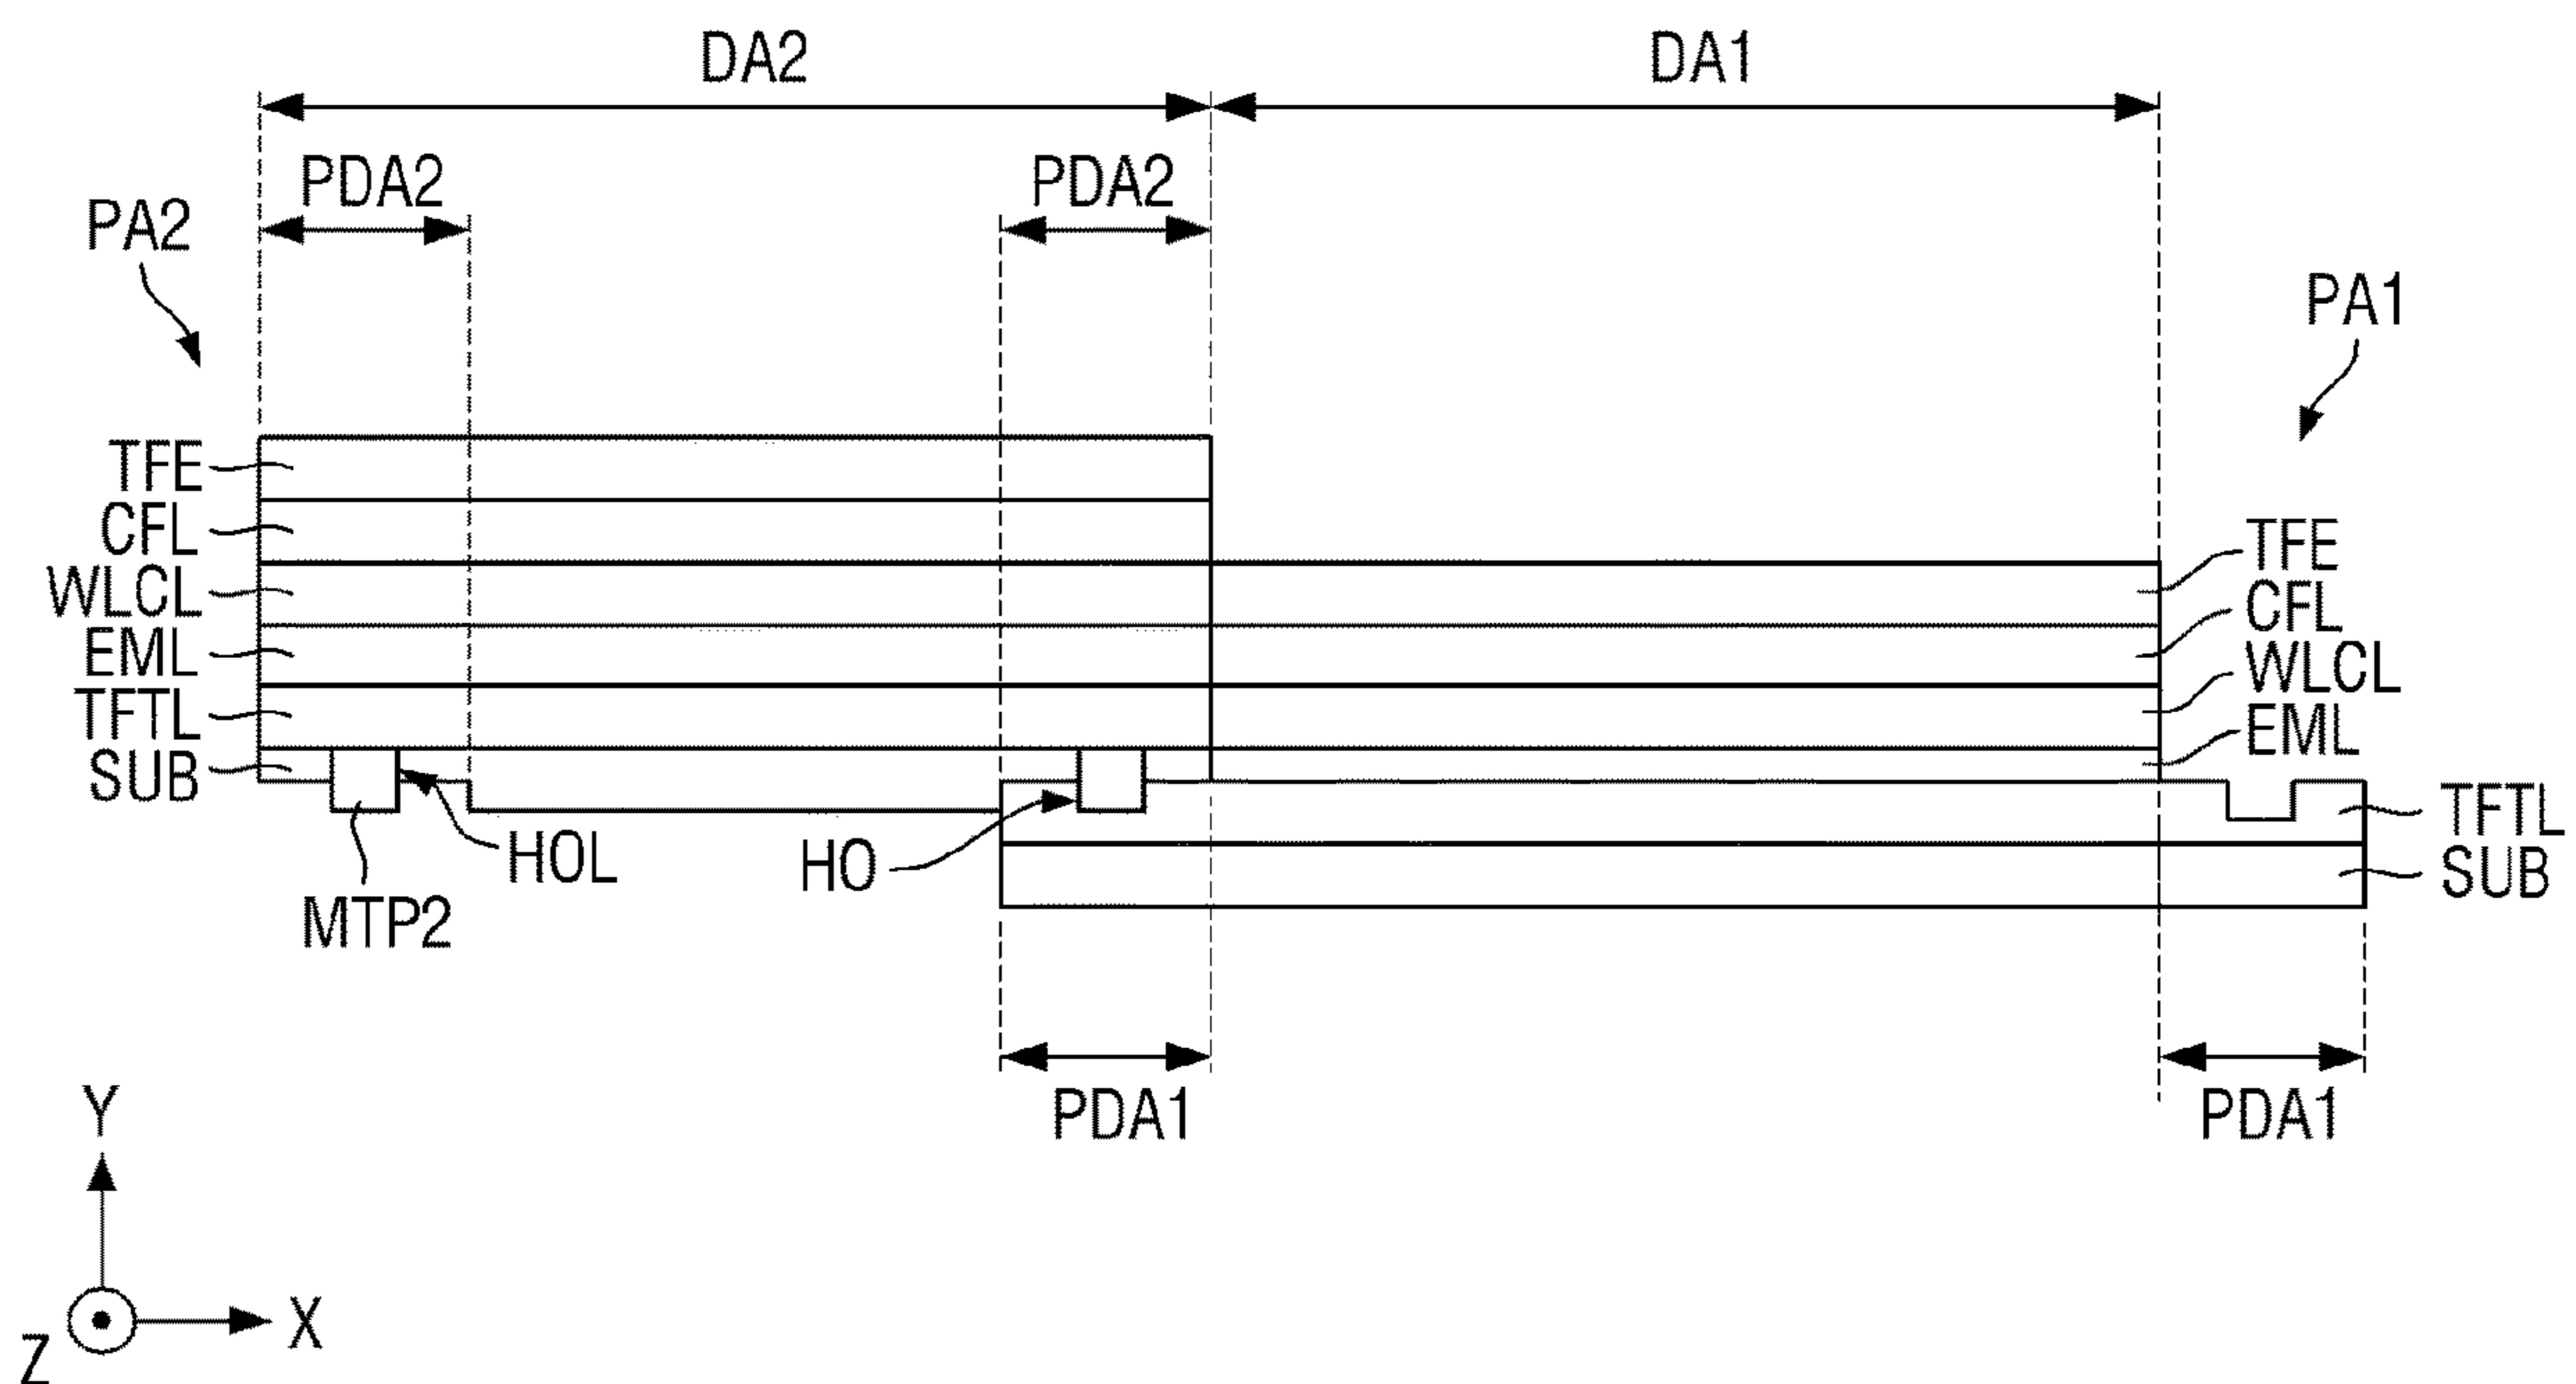 DA2
DA1
PDA2
PDA2
PA2
PA1
TFE
CFL
WLCL
EML
TFTL
SUB
TFE
CFL
WLCL
EML
TFTL
SUB
HOL
HO
MTP2
PDA1
PDA1
Y
X
Z